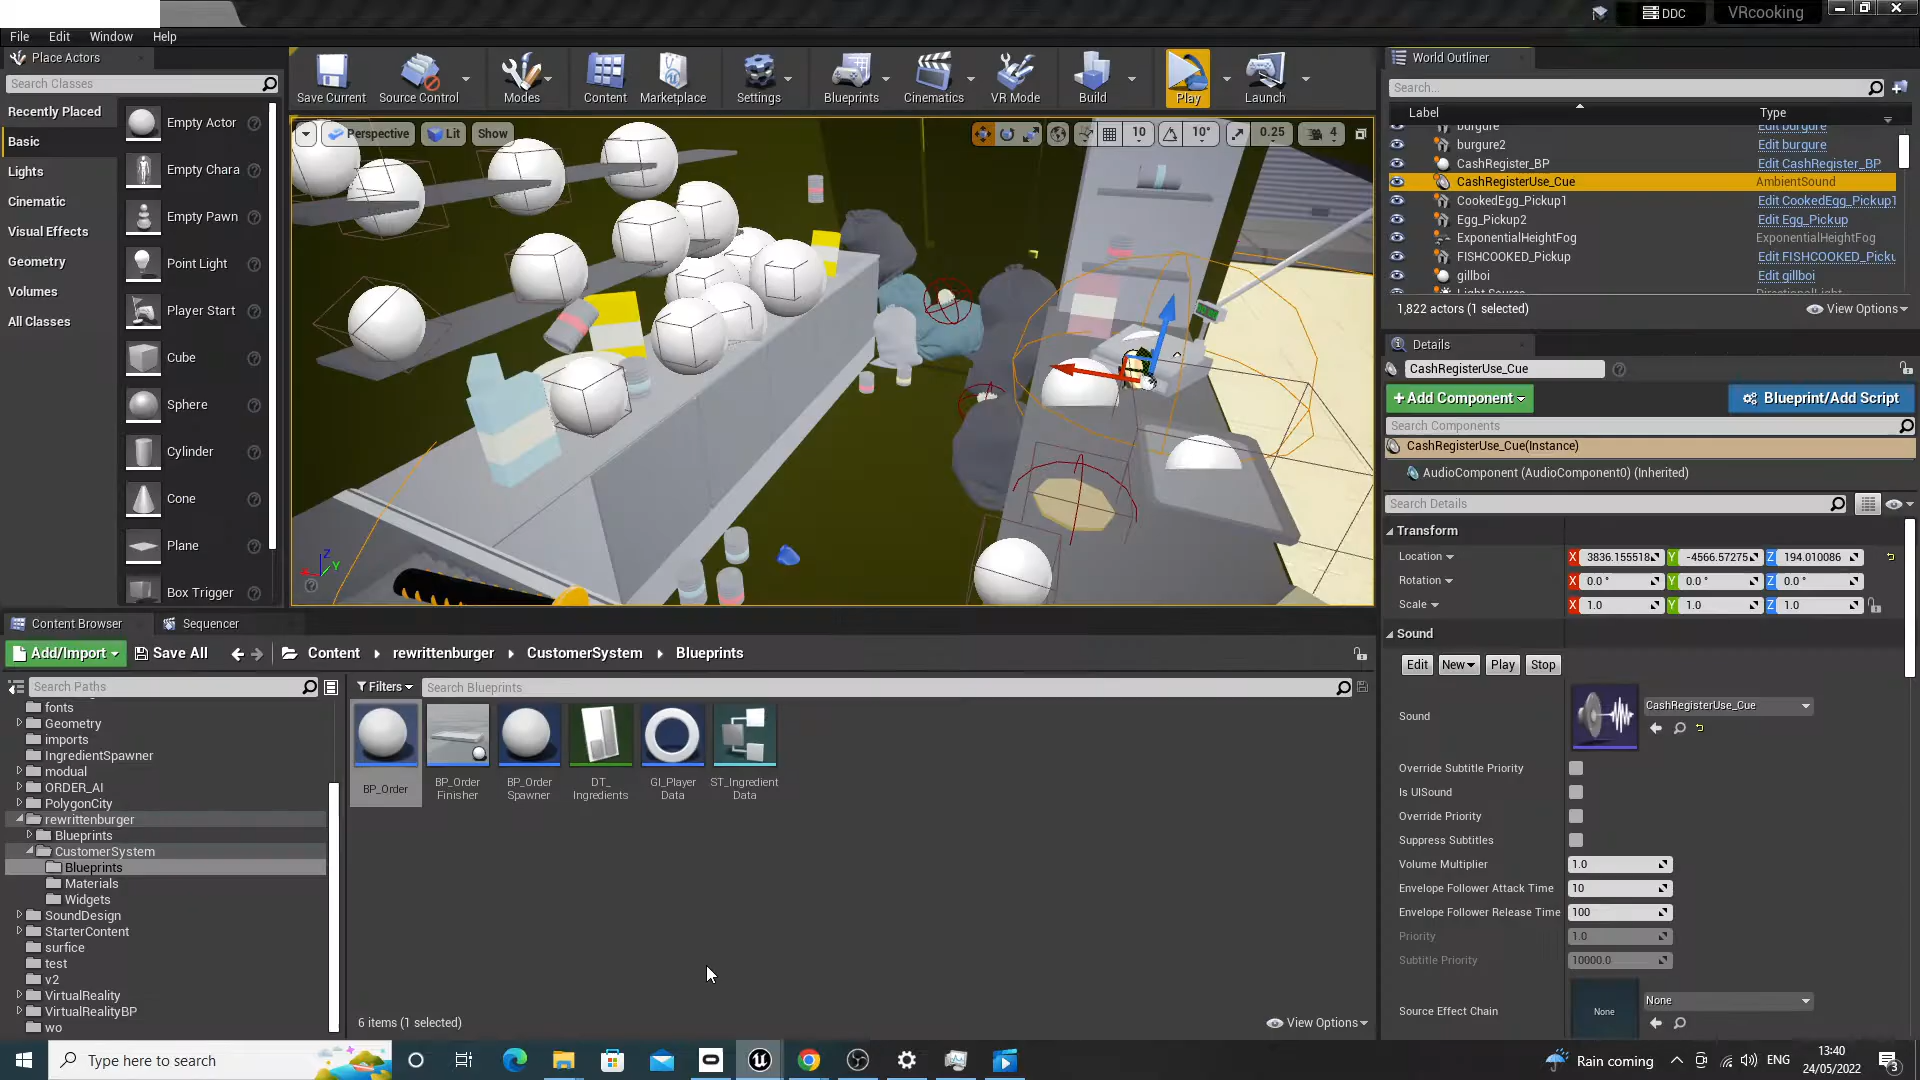 DDC
VRcooking
File Edit Window Help
Place Actors
Search Classes
Recently Placed
Basic
Lights
Cinematic
Visual Effects
Geometry
Volumes
All Classes
Empty Actor
Empty Chara
Empty Pawn
Point Light
Player Start
Cube
Sphere
Cylinder
Cone
Plane
Box Trigger
Save Current
Source Control
Modes
Content
Marketplace
Settings
Blueprints
Cinematics
VR Mode
Build
Play
Launch
Perspective
Lit
Show
10
10°
0.25
4
Z
Y
World Outliner
Search...
Label Type
burgure Edit burgure
burgure2 Edit burgure
CashRegister_BP Edit CashRegister_BP
CashRegisterUse_Cue AmbientSound
CookedEgg_Pickup1 Edit CookedEgg_Pickup1
Egg_Pickup2 Edit Egg_Pickup
ExponentialHeightFog ExponentialHeightFog
FISHCOOKED_Pickup Edit FISHCOOKED_Picku
gillboi Edit gillboi
Light Source DirectionalLight
1,822 actors (1 selected) View Options
Details
CashRegisterUse_Cue
+Add Component Blueprint/Add Script
Search Components
CashRegisterUse_Cue(Instance)
AudioComponent (AudioComponent0) (Inherited)
Search Details
Transform
Location X 3836.155518 Y -4566.57275 Z 194.010086
Rotation X 0.0 ° Y 0.0 ° Z 0.0 °
Scale X 1.0 Y 1.0 Z 1.0
Sound
Edit New Play Stop
Sound CashRegisterUse_Cue
Override Subtitle Priority
Is UISound
Override Priority
Suppress Subtitles
Volume Multiplier 1.0
Envelope Follower Attack Time 10
Envelope Follower Release Time 100
Priority 1.0
Subtitle Priority 10000.0
Source Effect Chain None None
Content Browser Sequencer
Add/Import Save All Content rewrittenburger CustomerSystem Blueprints
Search Paths
Filters Search Blueprints
fonts
Geometry
imports
IngredientSpawner
modual
ORDER_AI
PolygonCity
rewrittenburger
Blueprints
CustomerSystem
Blueprints
Materials
Widgets
SoundDesign
StarterContent
surfice
test
v2
VirtualReality
VirtualRealityBP
wo
BP_Order
BP_Order
Finisher
BP_Order
Spawner
DT_
Ingredients
GI_Player
Data
ST_Ingredient
Data
6 items (1 selected) View Options
Type here to search
Rain coming
ENG
13:40
24/05/2022
3